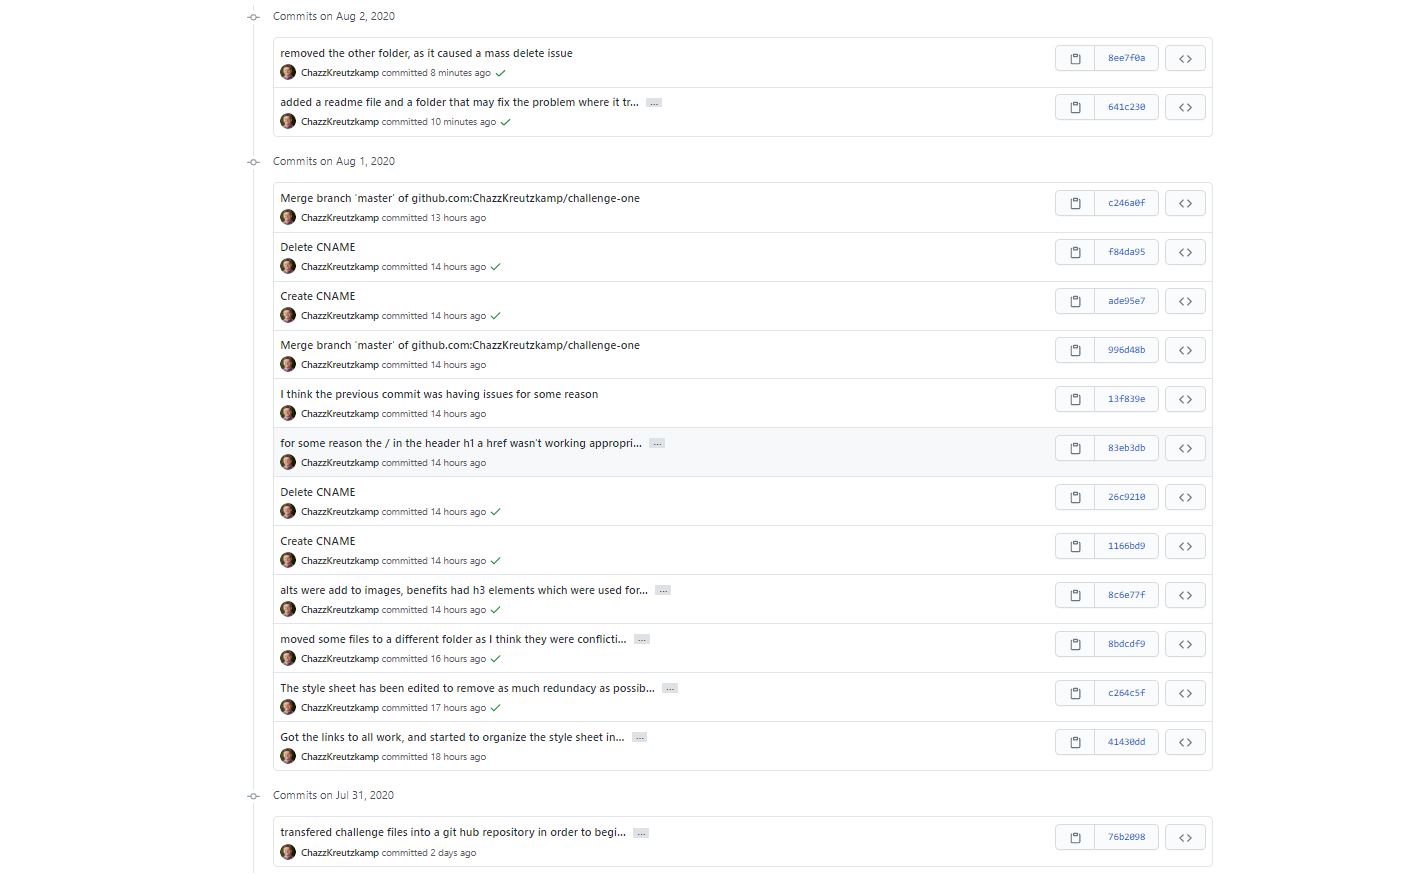 Commits on Aug 2, 2020
removed the other folder, as it caused a mass delete issue
8ee7f0a
ChazzKreutzkamp committed 8 minutes ago
added a readme file and a folder that may fix the problem where it tr... ...
641c230
ChazzKreutzkamp committed 10 minutes ago
Commits on Aug 1, 2020
Merge branch 'master' of github.com:ChazzKreutzkamp/challenge-one
c246a0f
ChazzKreutzkamp committed 13 hours ago
Delete CNAME
f84da95
ChazzKreutzkamp committed 14 hours ago
Create CNAME
ade95e7
ChazzKreutzkamp committed 14 hours ago
Merge branch 'master' of github.com:ChazzKreutzkamp/challenge-one
996d48b
ChazzKreutzkamp committed 14 hours ago
I think the previous commit was having issues for some reason
13f839e
ChazzKreutzkamp committed 14 hours ago
for some reason the / in the header h1 a href wasn't working appropri... ...
83eb3db
ChazzKreutzkamp committed 14 hours ago
Delete CNAME
26c9210
ChazzKreutzkamp committed 14 hours ago
Create CNAME
1166bd9
ChazzKreutzkamp committed 14 hours ago
alts were add to images, benefits had h3 elements which were used for... ...
8c6e77f
ChazzKreutzkamp committed 14 hours ago
moved some files to a different folder as I think they were conflicti... ...
8bdcdf9
ChazzKreutzkamp committed 16 hours ago
The style sheet has been edited to remove as much redundacy as possib... ...
c264c5f
ChazzKreutzkamp committed 17 hours ago
Got the links to all work, and started to organize the style sheet in... ...
41430dd
ChazzKreutzkamp committed 18 hours ago
Commits on Jul 31, 2020
transfered challenge files into a git hub repository in order to begi... ...
76b2098
ChazzKreutzkamp committed 2 days ago